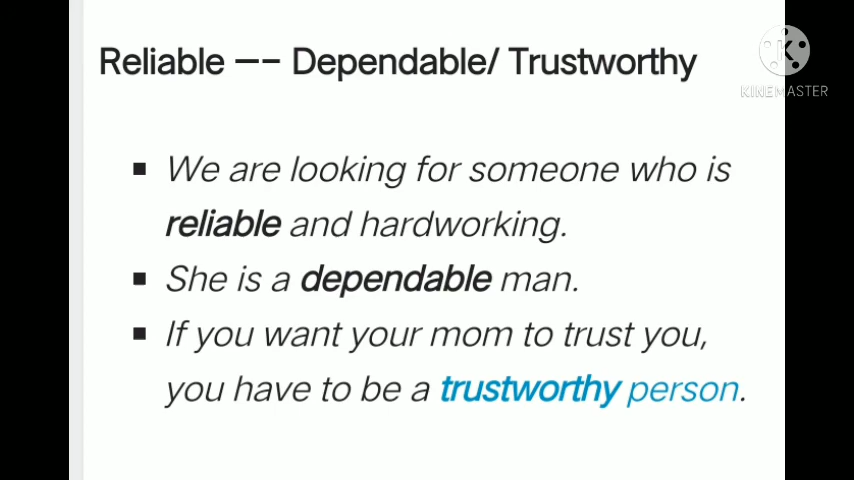 Reliable –– Dependable/ Trustworthy
KINEMASTER
▪ We are looking for someone who is
reliable and hardworking.
▪ She is a dependable man.
▪ If you want your mom to trust you,
you have to be a trustworthy person.